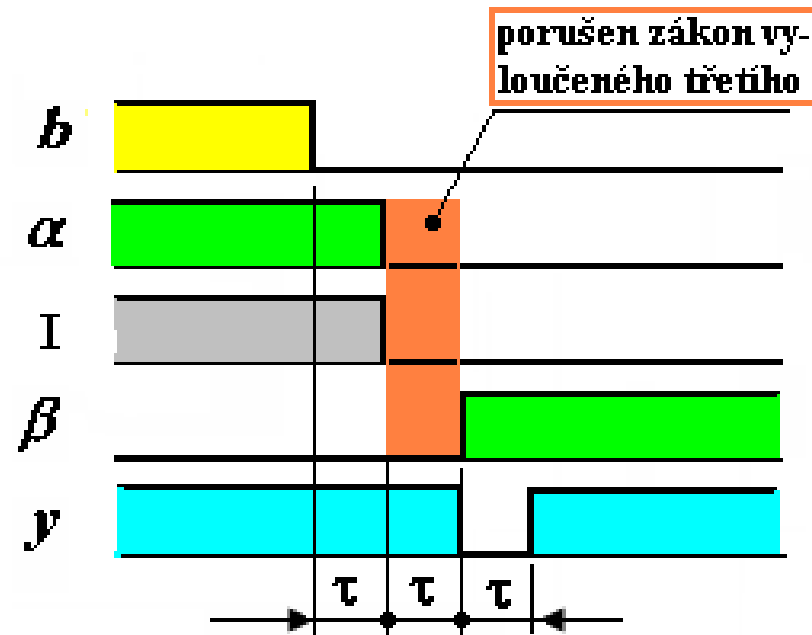 porušen zákon vy-
loučeného třetího
b
α
I
β
y
τ τ τ